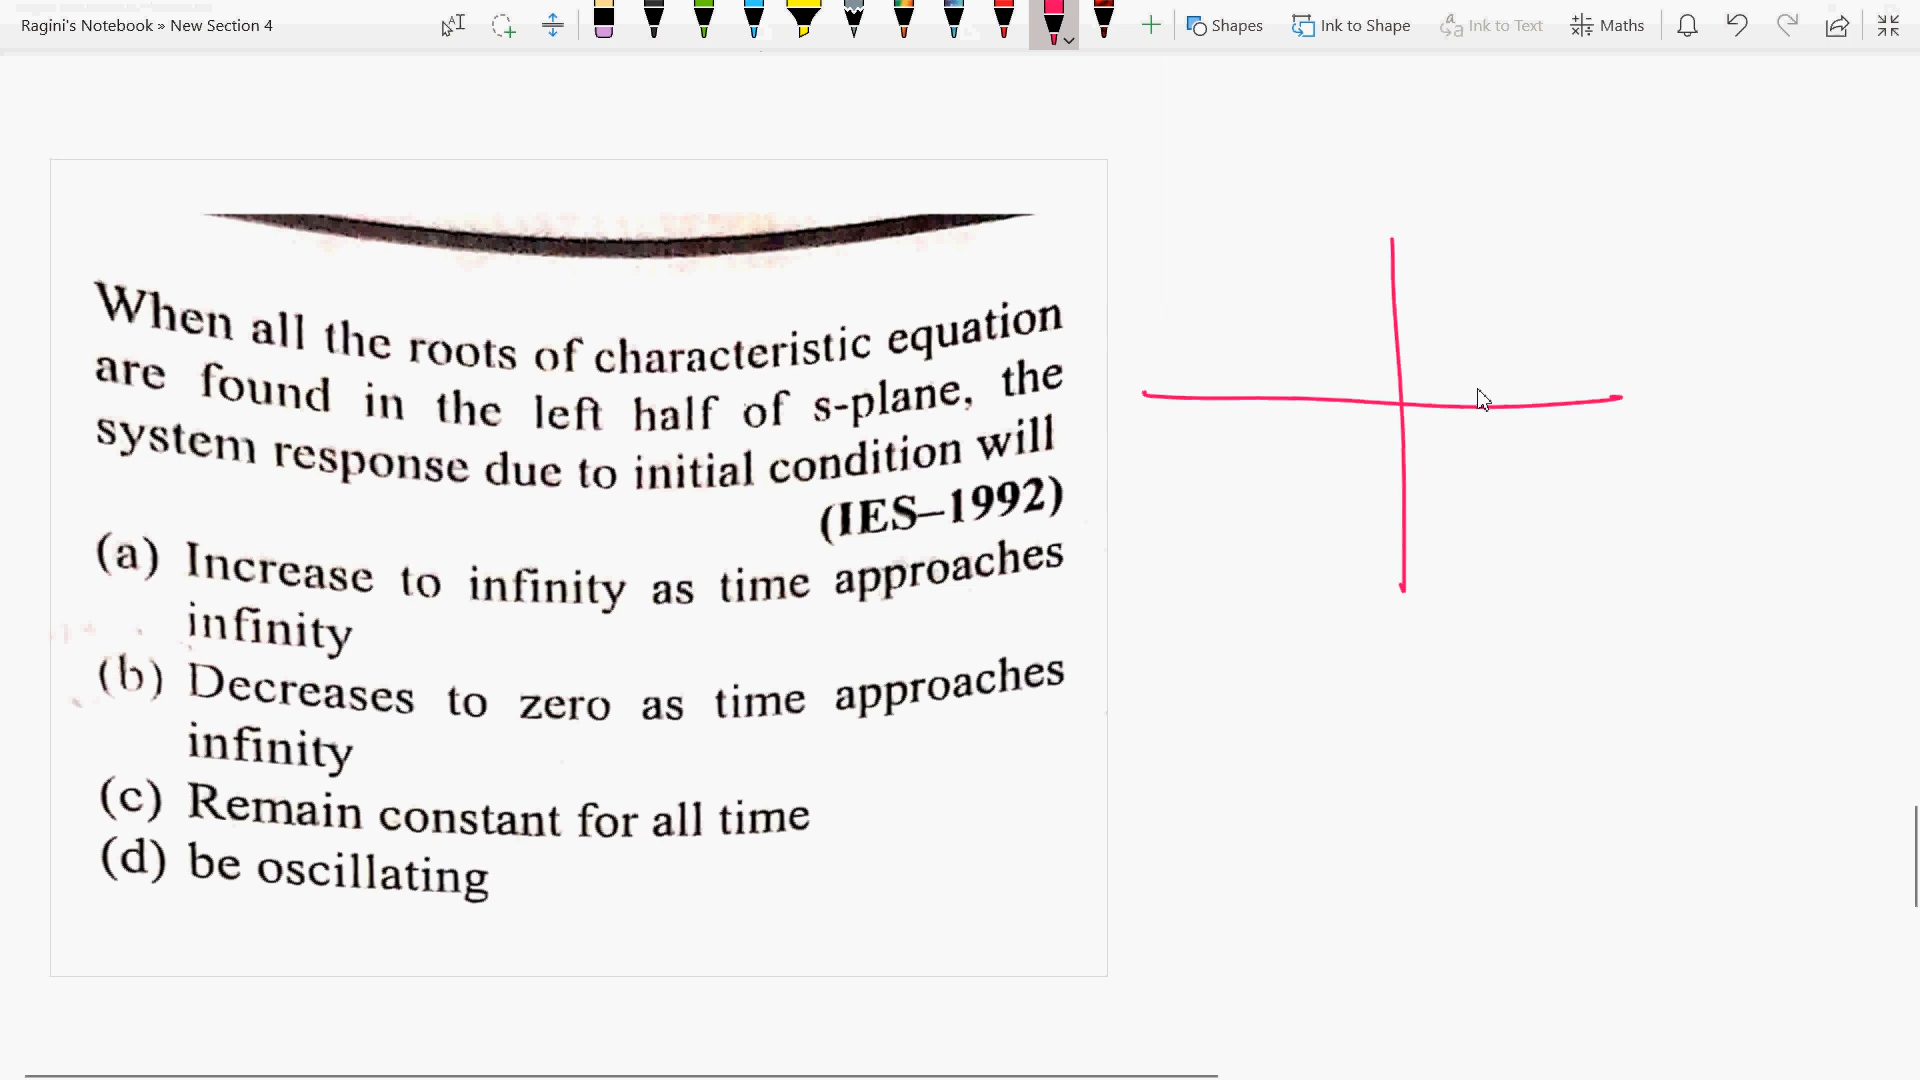 Ragini's Notebook » New Section 4
Shapes
Ink to Shape
Ink to Text
Maths
When all the roots of characteristic equation
are found in the left half of s-plane, the
system response due to initial condition will
(IES–1992)
(a) Increase to infinity as time approaches
infinity
(b) Decreases to zero as time approaches
infinity
(c) Remain constant for all time
(d) be oscillating